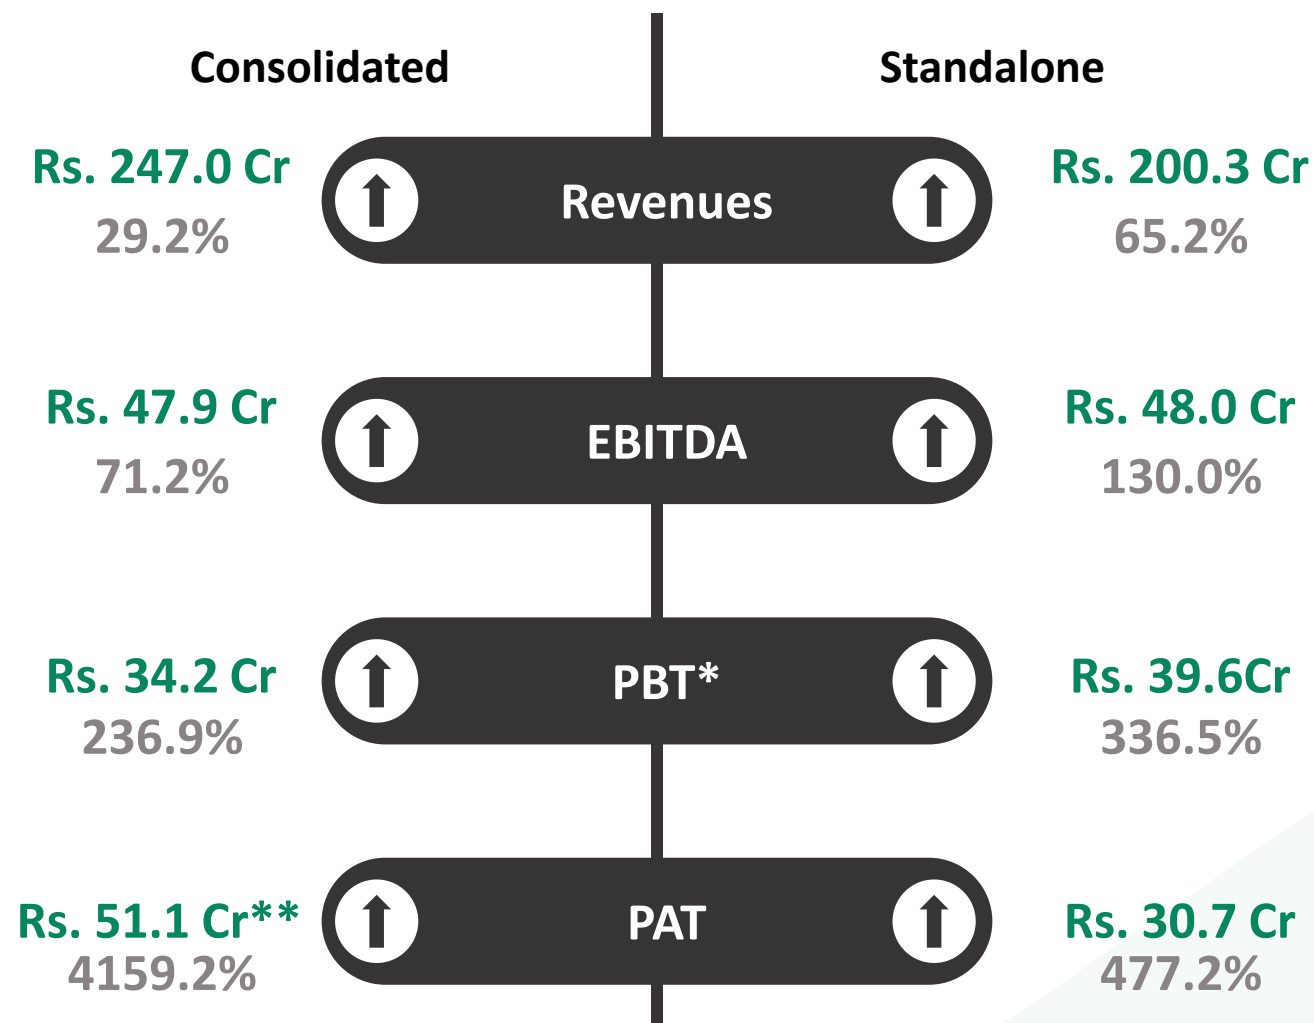 Consolidated
Standalone
Rs. 247.0 Cr
29.2%
Revenues
Rs. 200.3 Cr
65.2%
Rs. 47.9 Cr
71.2%
EBITDA
Rs. 48.0 Cr
130.0%
Rs. 34.2 Cr
236.9%
PBT*
Rs. 39.6Cr
336.5%
Rs. 51.1 Cr**
4159.2%
PAT
Rs. 30.7 Cr
477.2%